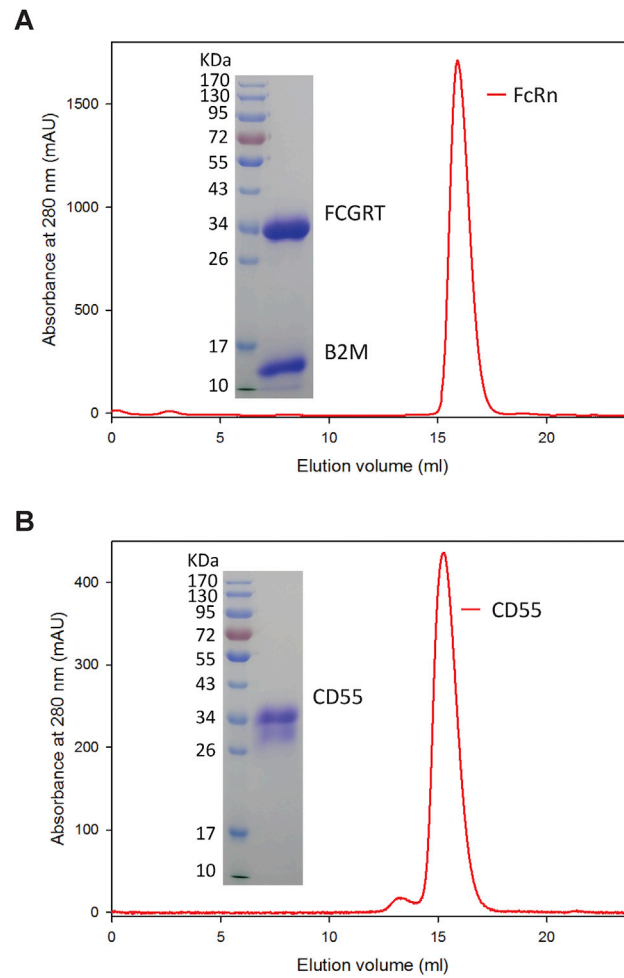 A
KDa
170
130
95
72
55
43
34
26
17
10
FCGRT
B2M
FcRn
1500
1000
500
0
Absorbance at 280 nm (mAU)
0 5 10 15 20
Elution volume (ml)
B
KDa
170
130
95
72
55
43
34
26
17
10
CD55
CD55
400
300
200
100
0
Absorbance at 280 nm (mAU)
0 5 10 15 20
Elution volume (ml)